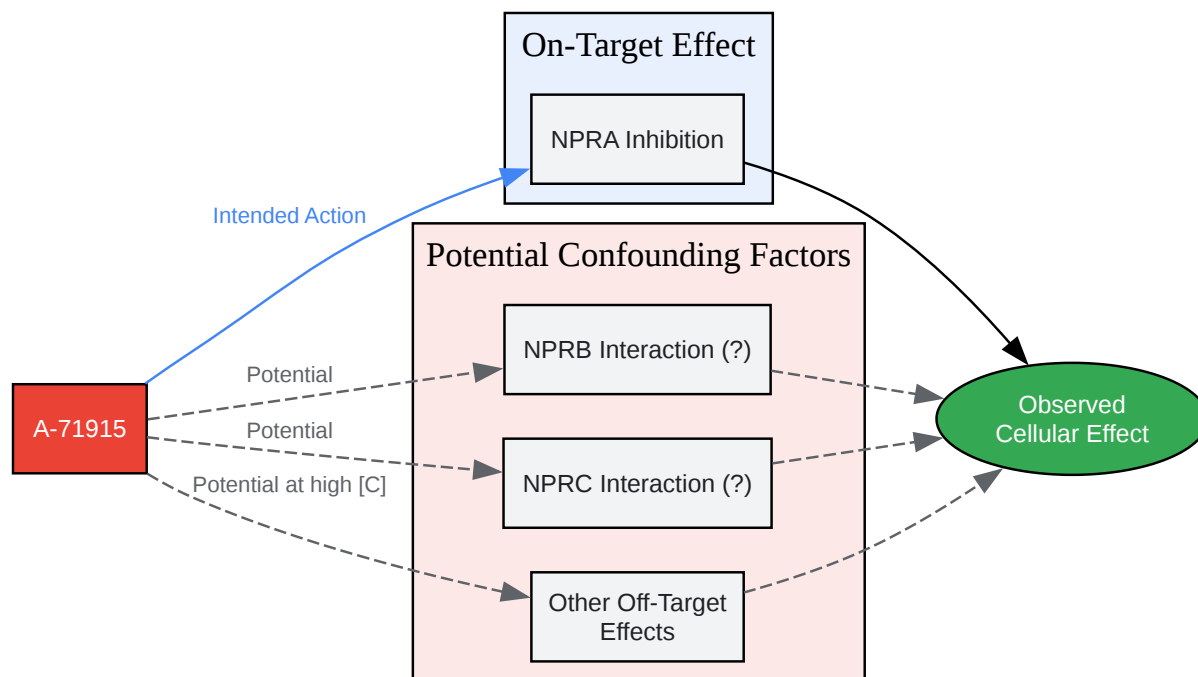 On-Target Effect
NPRA Inhibition
Intended Action
Potential Confounding Factors
NPRB Interaction (?)
Potential
A-71915
Potential
NPRC Interaction (?)
Potential at high [C]
Other Off-Target
Effects
Observed
Cellular Effect